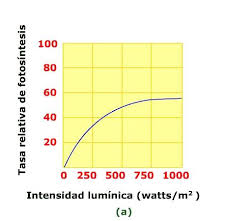 Tasa relativa de fotosíntesis
100
80
60
40
20
0 250 500 750 1000
Intensidad lumínica (watts/m² )
(a)